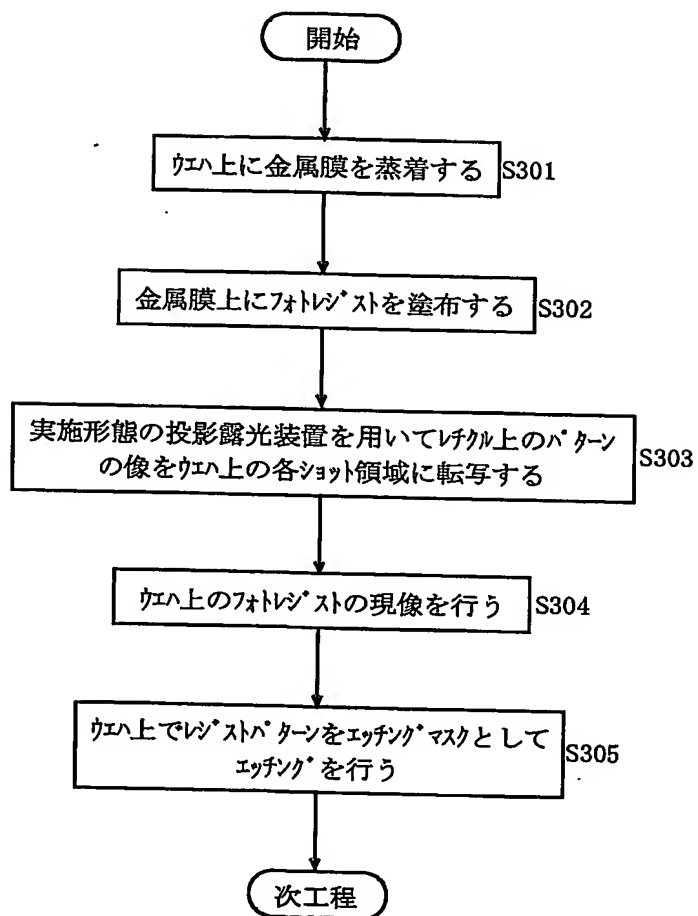 開始
ｳｴﾊ上に金属膜を蒸着する
S301
金属膜上にﾌｫﾄﾚｼﾞｽﾄを塗布する
S302
実施形態の投影露光装置を用いてﾚﾁｸﾙ上のﾊﾟﾀｰﾝ
の像をｳｴﾊ上の各ｼｮｯﾄ領域に転写する
S303
ｳｴﾊ上のﾌｫﾄﾚｼﾞｽﾄの現像を行う
S304
ｳｴﾊ上でﾚｼﾞｽﾄﾊﾟﾀｰﾝをｴｯﾁﾝｸﾞﾏｽｸとして
ｴｯﾁﾝｸﾞを行う
S305
次工程